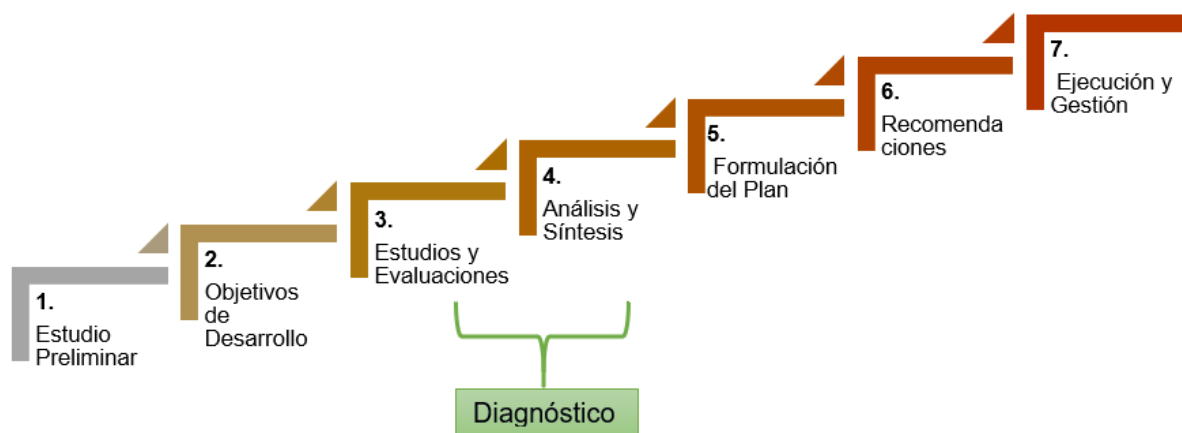 1.
Estudio
Preliminar
2.
Objetivos
de
Desarrollo
3.
Estudios y
Evaluaciones
4.
Análisis y
Síntesis
5.
Formulación
del Plan
6.
Recomenda
ciones
7.
Ejecución y
Gestión
Diagnóstico